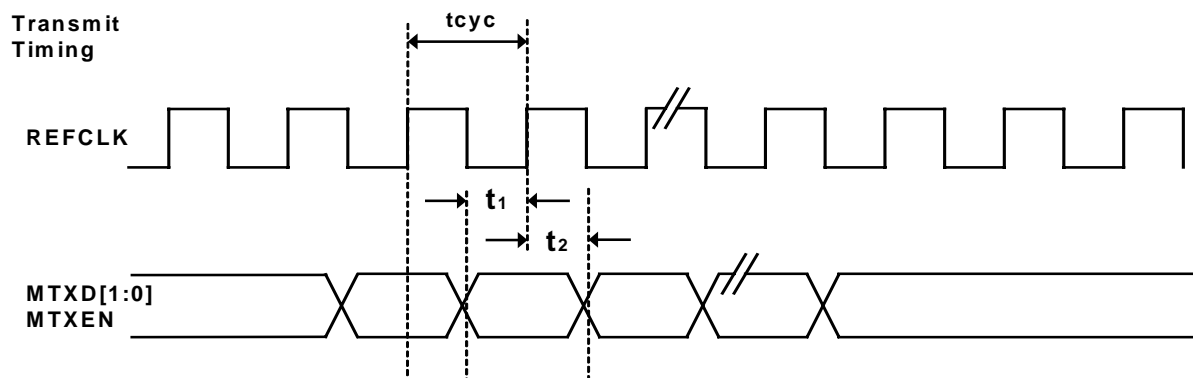 Transmit
Timing
tcyc
REFCLK
t1
t2
MTXD[1:0]
MTXEN